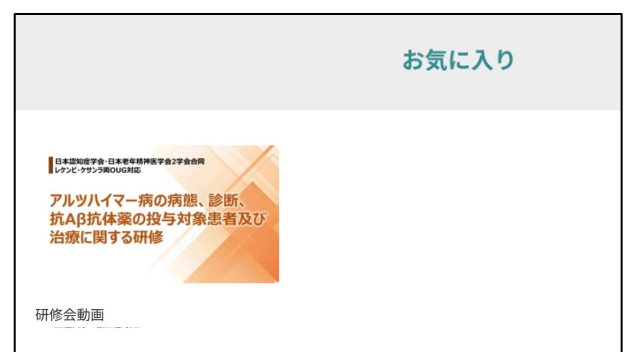 お気に入り
日本認知症学会・日本老年精神医学会2学会合同
レケンビ・ケサンラ両OUG対応
アルツハイマー病の病態、診断、
抗Aβ抗体薬の投与対象患者及び
治療に関する研修
研修会動画